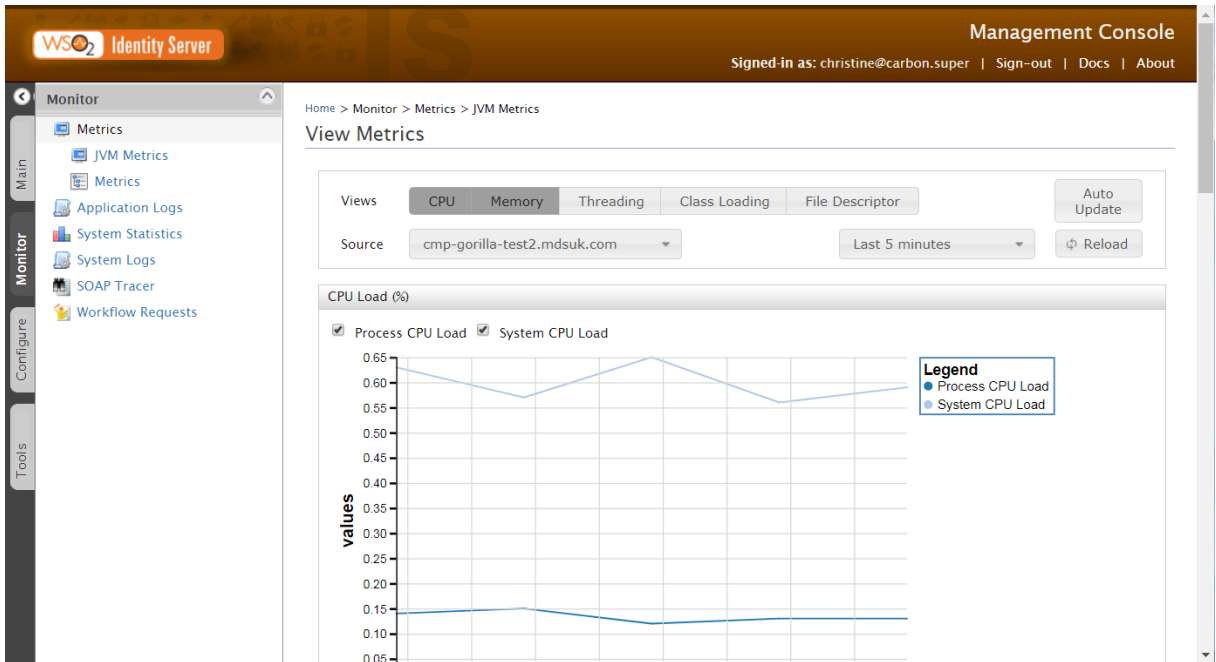 WSO2 Identity Server
Management Console
Signed-in as: christine@carbon.super | Sign-out | Docs | About
Main
Monitor
Configure
Tools
Monitor
Metrics
JVM Metrics
Metrics
Application Logs
System Statistics
System Logs
SOAP Tracer
Workflow Requests
Home > Monitor > Metrics > JVM Metrics
View Metrics
Views CPU Memory Threading Class Loading File Descriptor Auto Update
Source cmp-gorilla-test2.mdsuk.com Last 5 minutes Reload
CPU Load (%)
Process CPU Load System CPU Load
0.65
0.60
0.55
0.50
0.45
0.40
0.35
0.30
0.25
0.20
0.15
0.10
0.05
values
Legend
Process CPU Load
System CPU Load